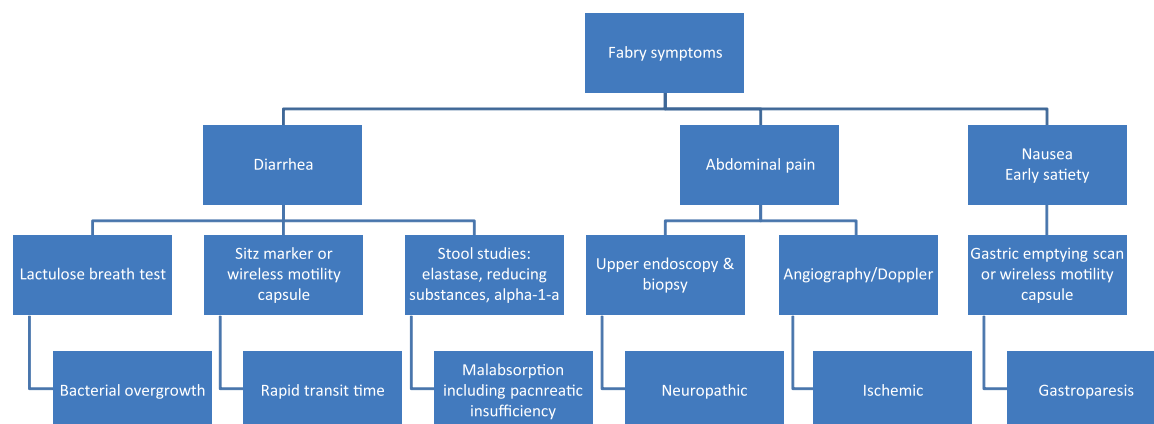 Fabry symptoms
Diarrhea
Abdominal pain
Nausea
Early satiety
Lactulose breath test
Sitz marker or
wireless motility
capsule
Stool studies:
elastase, reducing
substances, alpha-1-a
Upper endoscopy &
biopsy
Angiography/Doppler
Gastric emptying scan
or wireless motility
capsule
Bacterial overgrowth
Rapid transit time
Malabsorption
including pacnreatic
insufficiency
Neuropathic
Ischemic
Gastroparesis